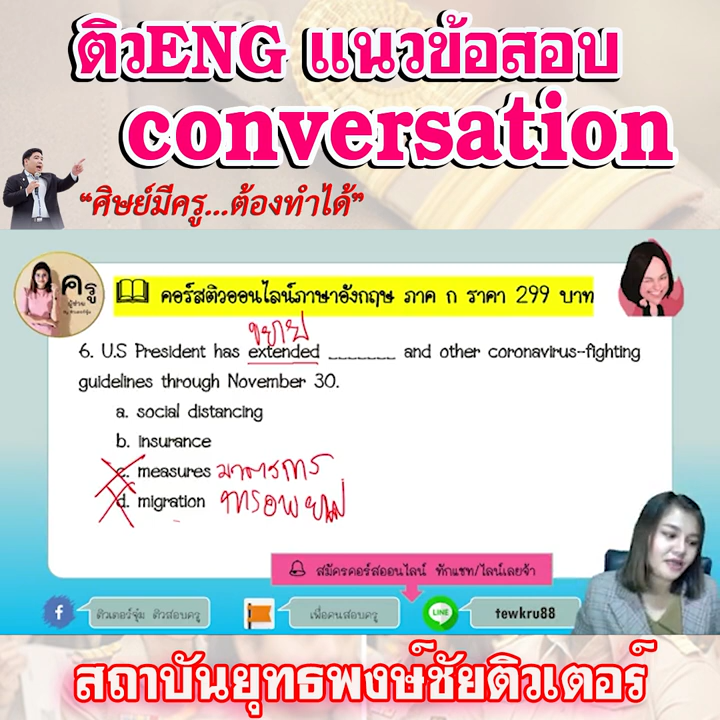 ติวENG แนวข้อสอบ
conversation
“ศิษย์มีครู...ต้องทำได้”
ครู
ผู้ช่วย
คอร์สติวออนไลน์ภาษาอังกฤษ ภาค ก ราคา 299 บาท
ขยาย
6. U.S President has extended _______ and other coronavirus-fighting
guidelines through November 30.
a. social distancing
b. insurance
c. measures มาตรการ
d. migration การอพยพ
สมัครคอร์สออนไลน์ ทักแชท/ไลน์เลยจ้า
ติวเตอร์จุ๋ม ติวสอบครู
เพื่อคนสอบครู
LINE
tewkru88
สถาบันยุทธพงษ์ชัยติวเตอร์